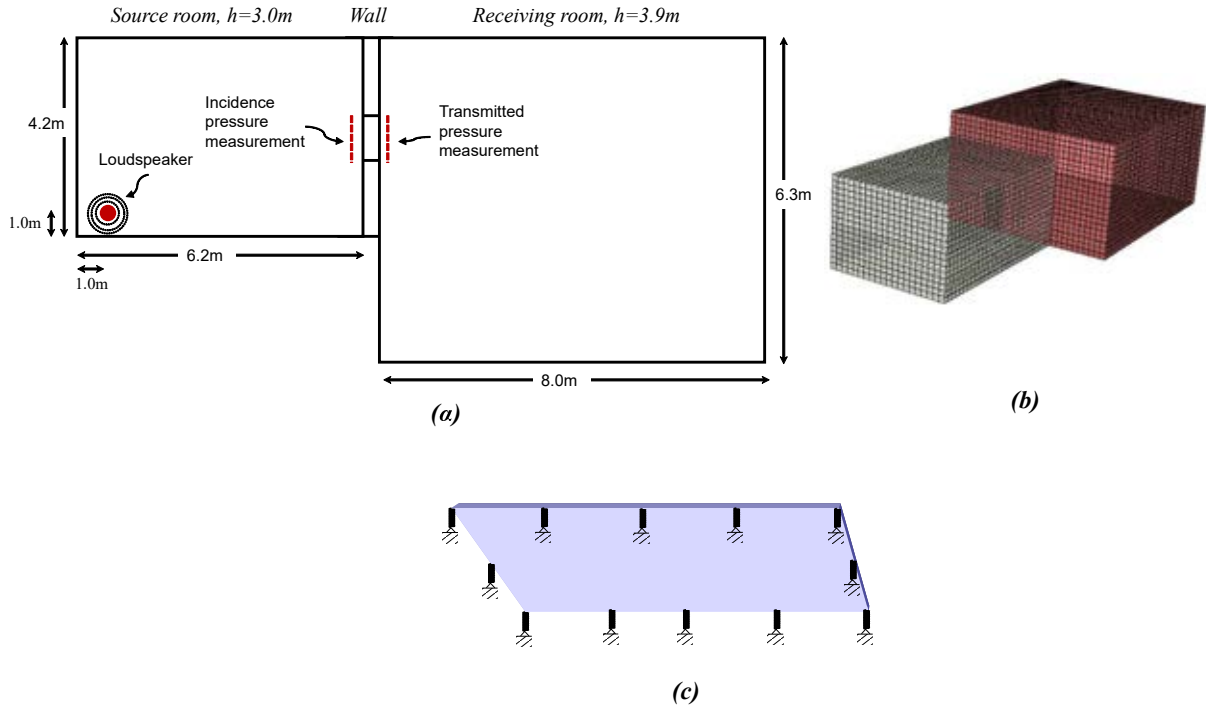 Source room, h=3.0m
Wall
Receiving room, h=3.9m
Incidence
pressure
measurement
Transmitted
pressure
measurement
4.2m
Loudspeaker
1.0m
6.2m
1.0m
6.3m
8.0m
(a)
(b)
(c)